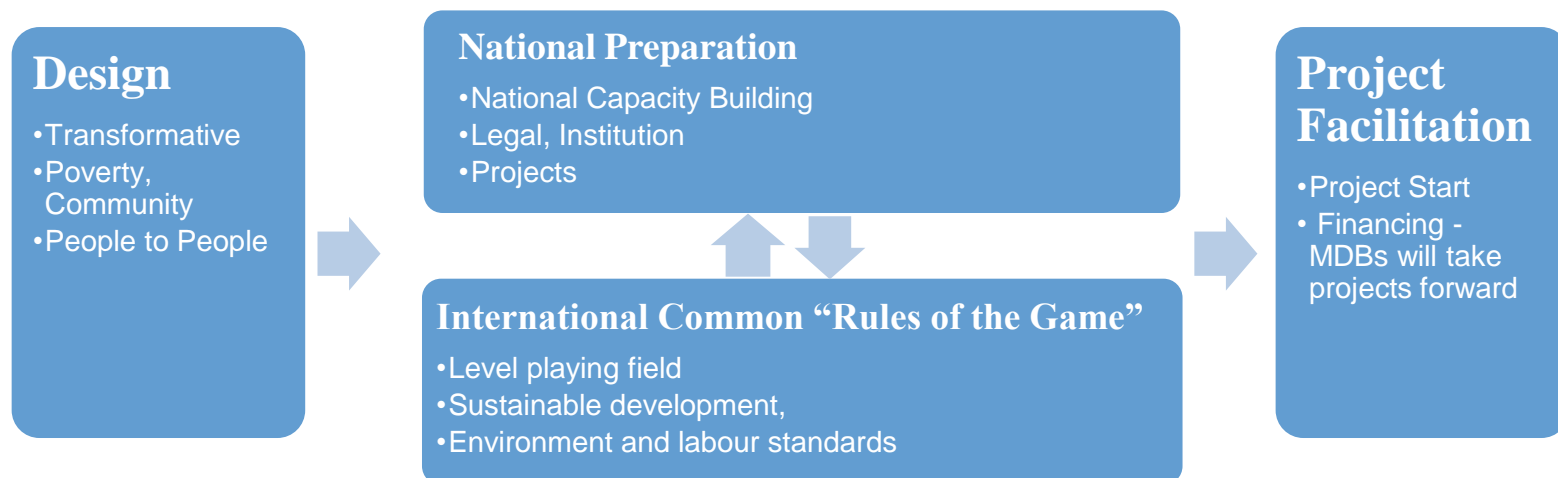 Design
•Transformative
•Poverty,
Community
•People to People
National Preparation
•National Capacity Building
•Legal, Institution
•Projects
International Common “Rules of the Game”
•Level playing field
•Sustainable development,
•Environment and labour standards
Project
Facilitation
•Project Start
• Financing -
MDBs will take
projects forward